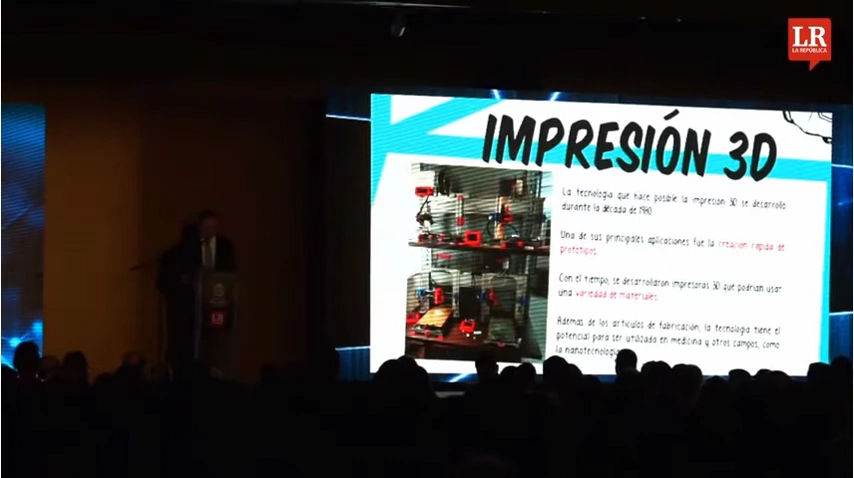 LR
LA REPÚBLICA
IMPRESIÓN 3D
La tecnología que hace posible la impresión 3D se desarrollo
durante la década de 1980.
Una de sus principales aplicaciones fue la creación rápida de
prototipos.
Con el tiempo, se desarrollaron impresoras 3D que podrían usar
una variedad de materiales.
Además de los artículos de fabricación, la tecnología tiene el
potencial para ser utilizado en medicina y otros campos, como
la nanotecnología
LR